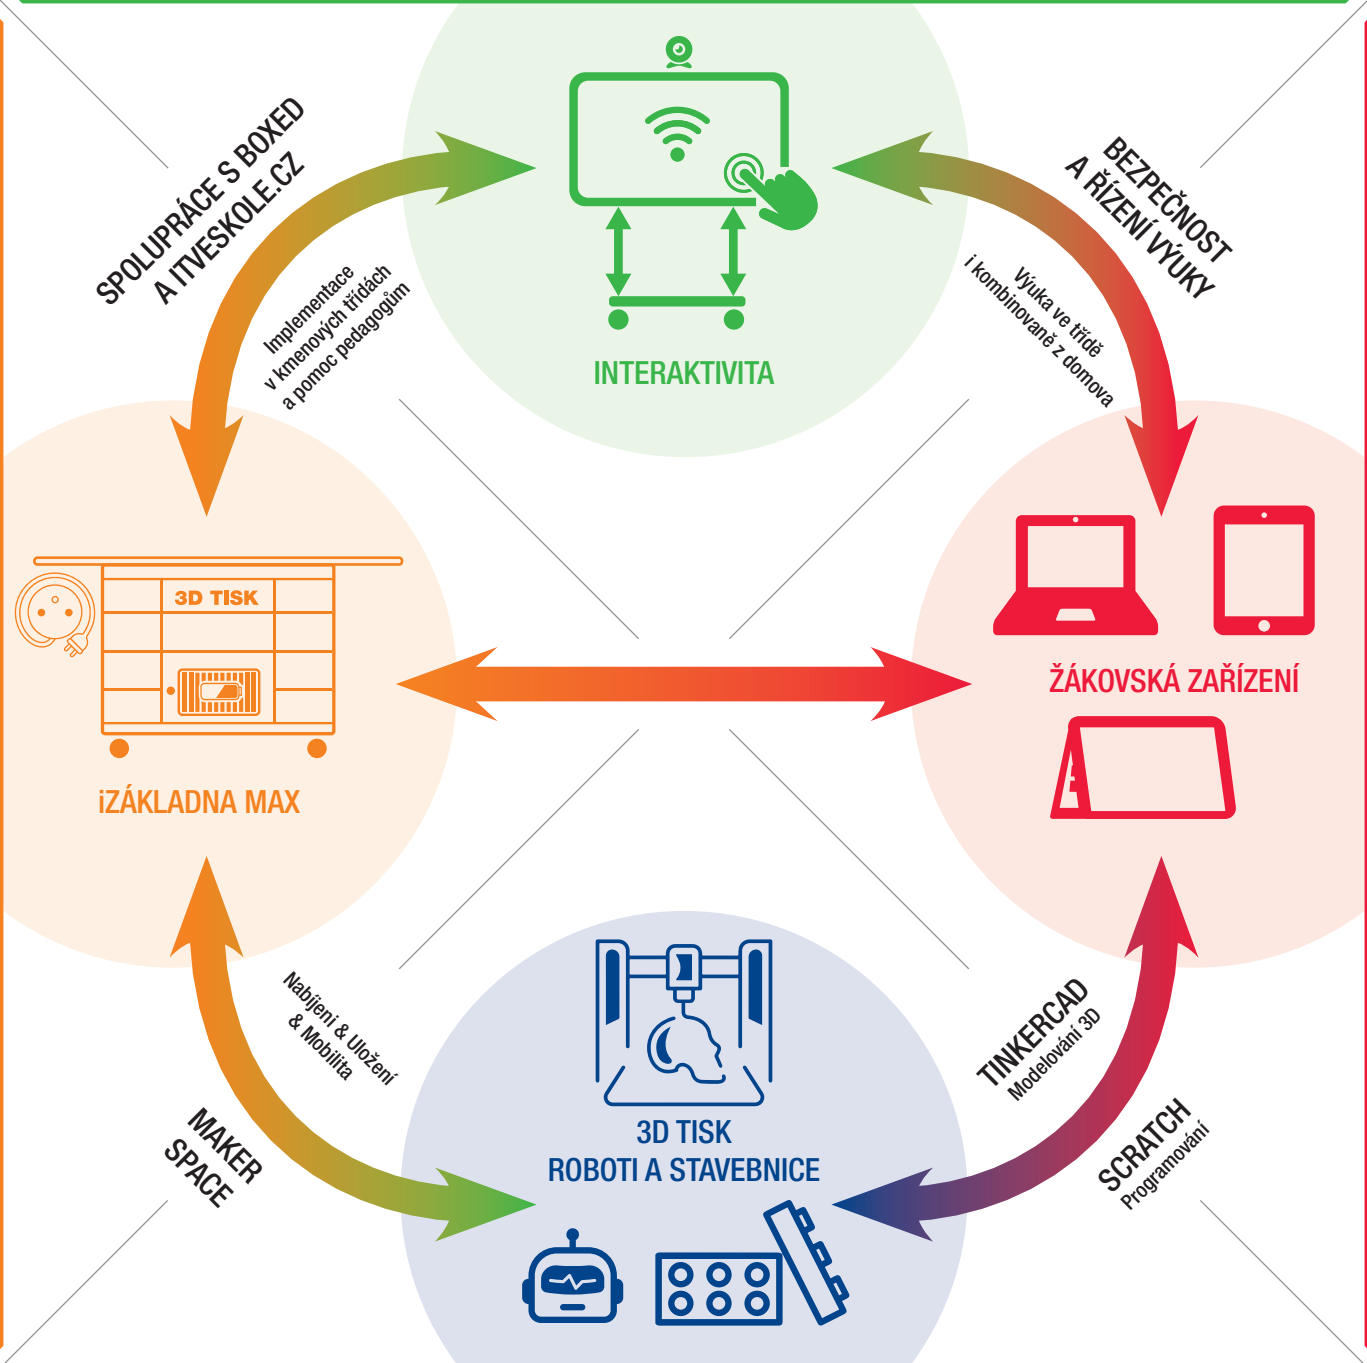 SPOLUPRÁCE S BOXED
A ITVESKOLE.CZ
Implementace
v kmenových třídách
a pomoc pedagogům
INTERAKTIVITA
BEZPEČNOST
A ŘÍZENÍ VÝUKY
Výuka ve třídě
i kombinovaně z domova
3D TISK
iZÁKLADNA MAX
ŽÁKOVSKÁ ZAŘÍZENÍ
Nabíjení & Uložení
& Mobilita
MAKER
SPACE
3D TISK
ROBOTI A STAVEBNICE
TINKERCAD
Modelování 3D
SCRATCH
Programování